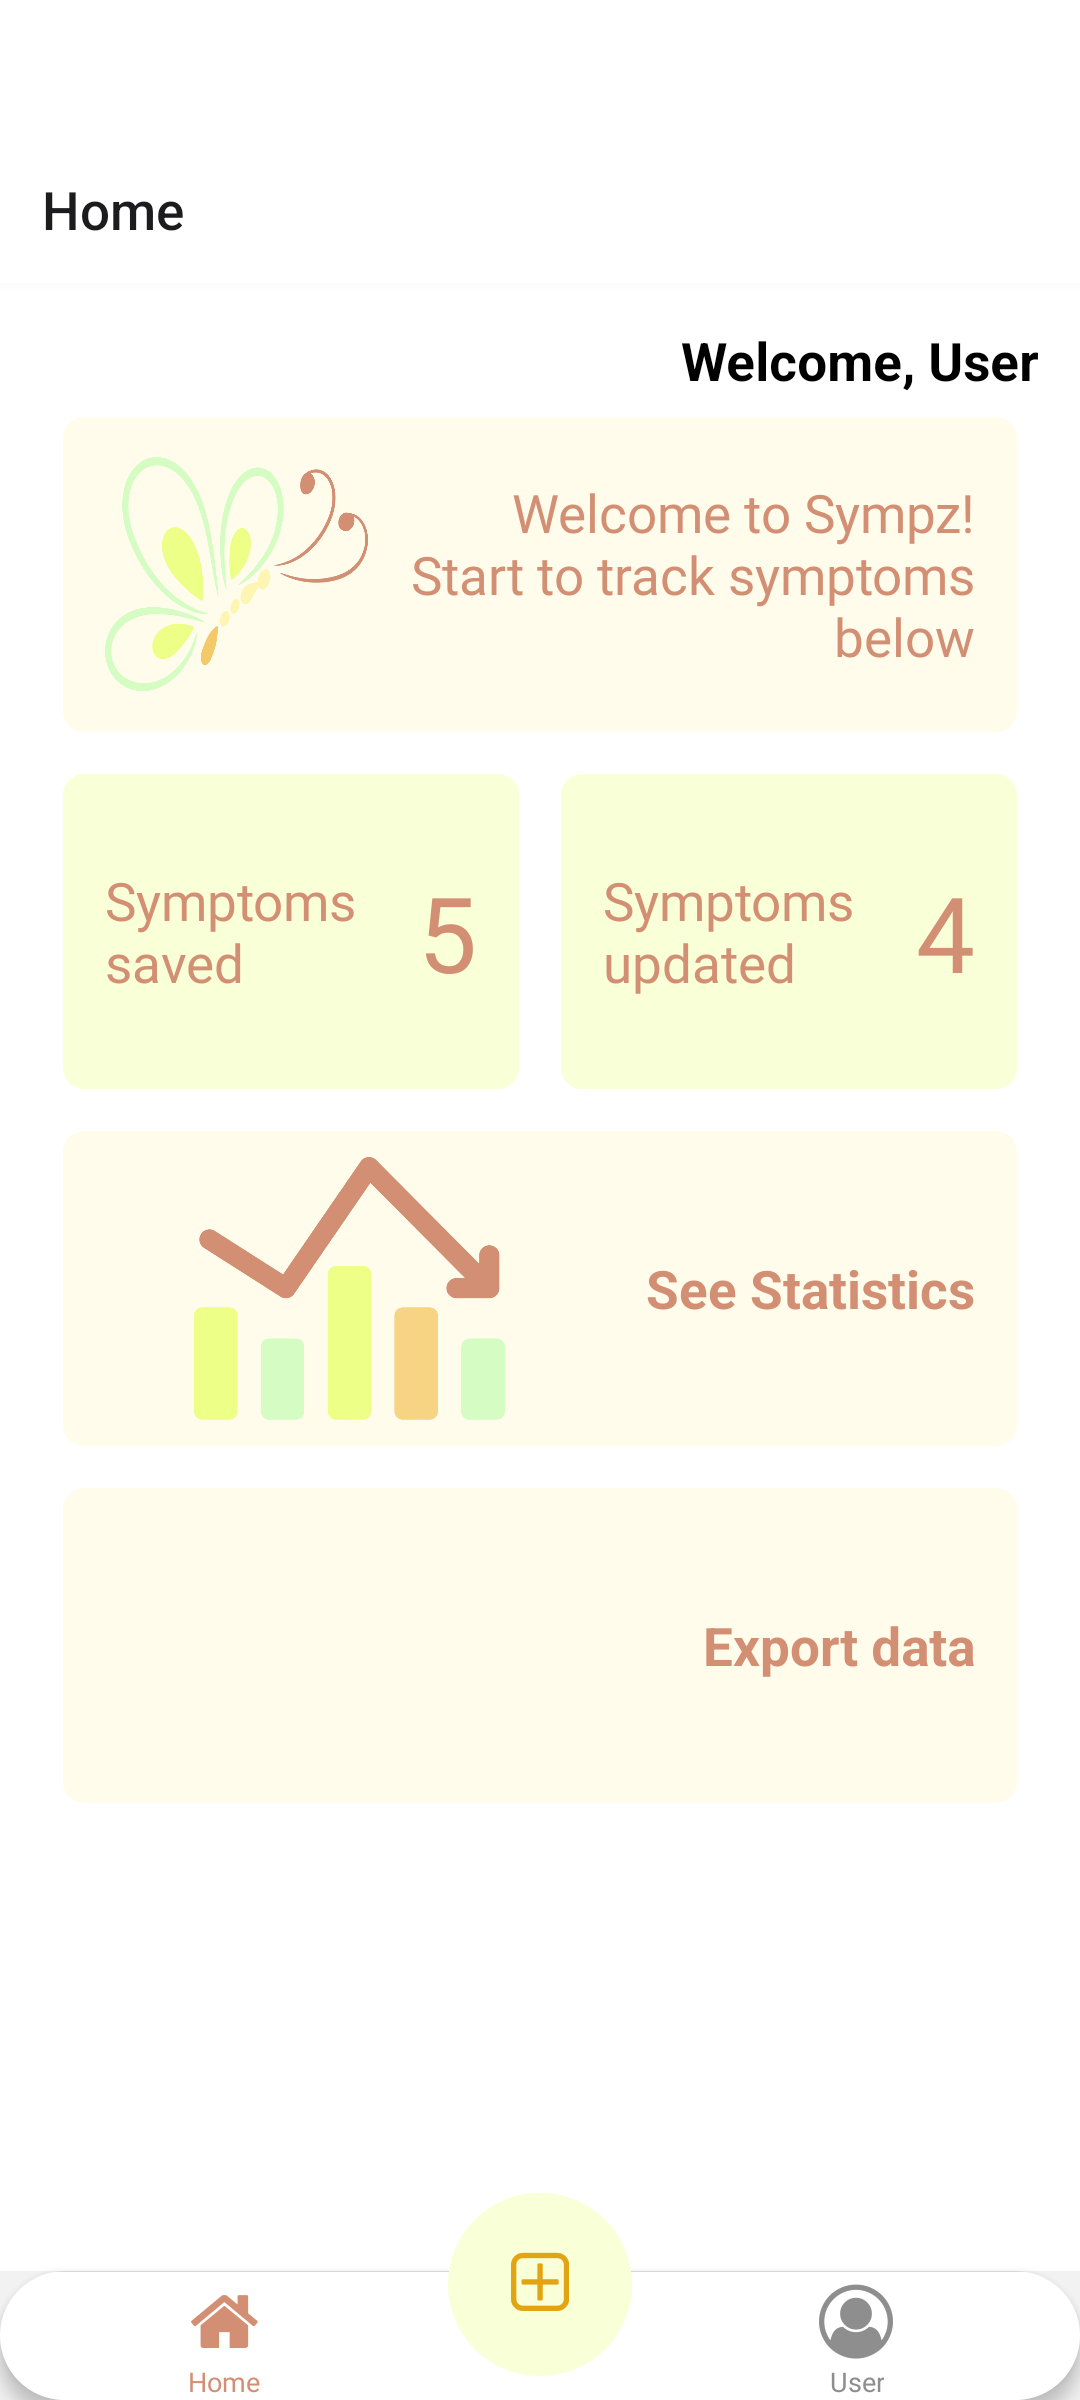 Home
Welcome, User
Welcome to Sympz!
Start to track symptoms
below
Symptoms
saved
5
Symptoms
updated
4
See Statistics
Export data
Home
User